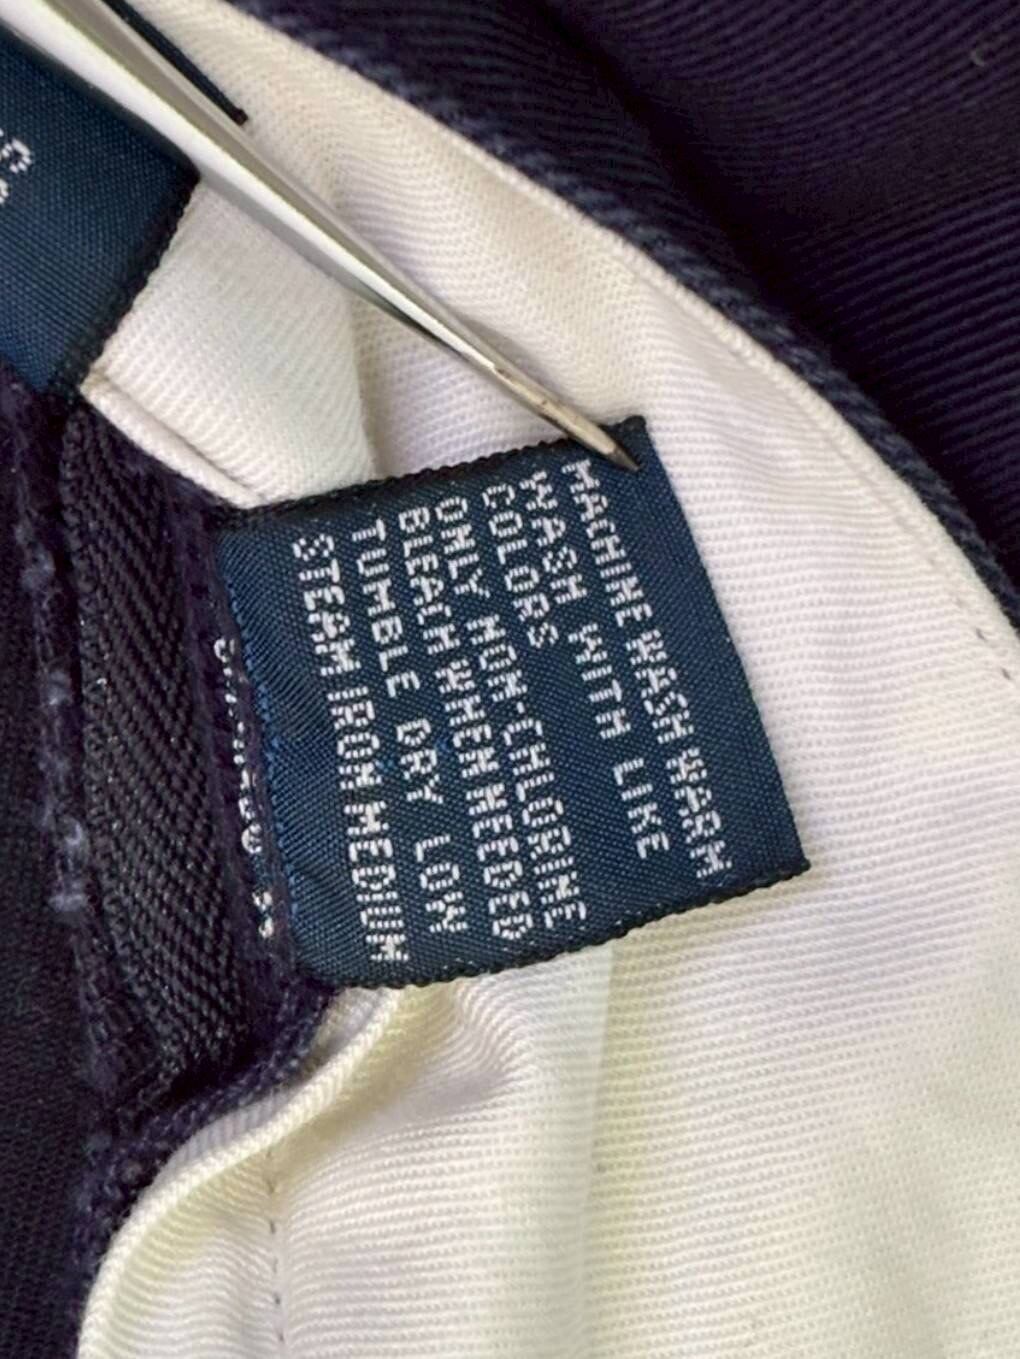 MACHINE WASH WARM
WASH WITH LIKE
COLORS
ONLY NON-CHLORINE
BLEACH WHEN NEEDED
TUMBLE DRY LOW
STEAM IRON MEDIUM